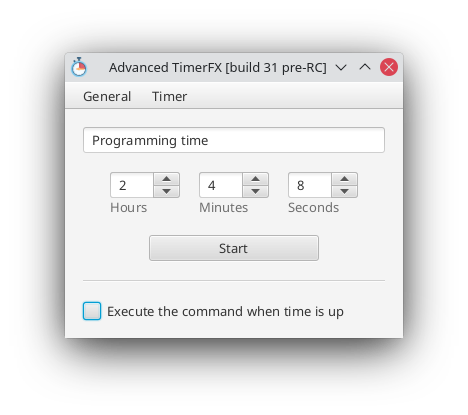 Advanced TimerFX [build 31 pre-RC]
General Timer
Programming time
2 4 8
Hours Minutes Seconds
Start
Execute the command when time is up